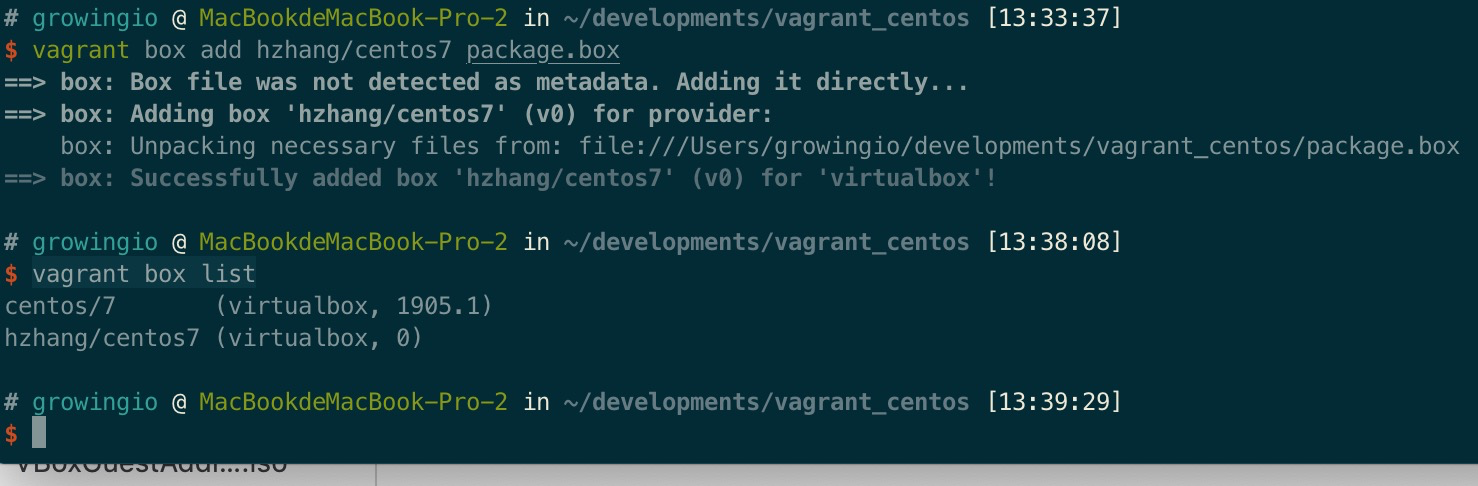 # growingio @ MacBookdeMacBook-Pro-2 in ~/developments/vagrant_centos [13:33:37]
$ vagrant box add hzhang/centos7 package.box
==> box: Box file was not detected as metadata. Adding it directly...
==> box: Adding box 'hzhang/centos7' (v0) for provider:
    box: Unpacking necessary files from: file:///Users/growingio/developments/vagrant_centos/package.box
==> box: Successfully added box 'hzhang/centos7' (v0) for 'virtualbox'!
# growingio @ MacBookdeMacBook-Pro-2 in ~/developments/vagrant_centos [13:38:08]
$ vagrant box list
centos/7       (virtualbox, 1905.1)
hzhang/centos7 (virtualbox, 0)
# growingio @ MacBookdeMacBook-Pro-2 in ~/developments/vagrant_centos [13:39:29]
$
VBoxGuestAddi....iso